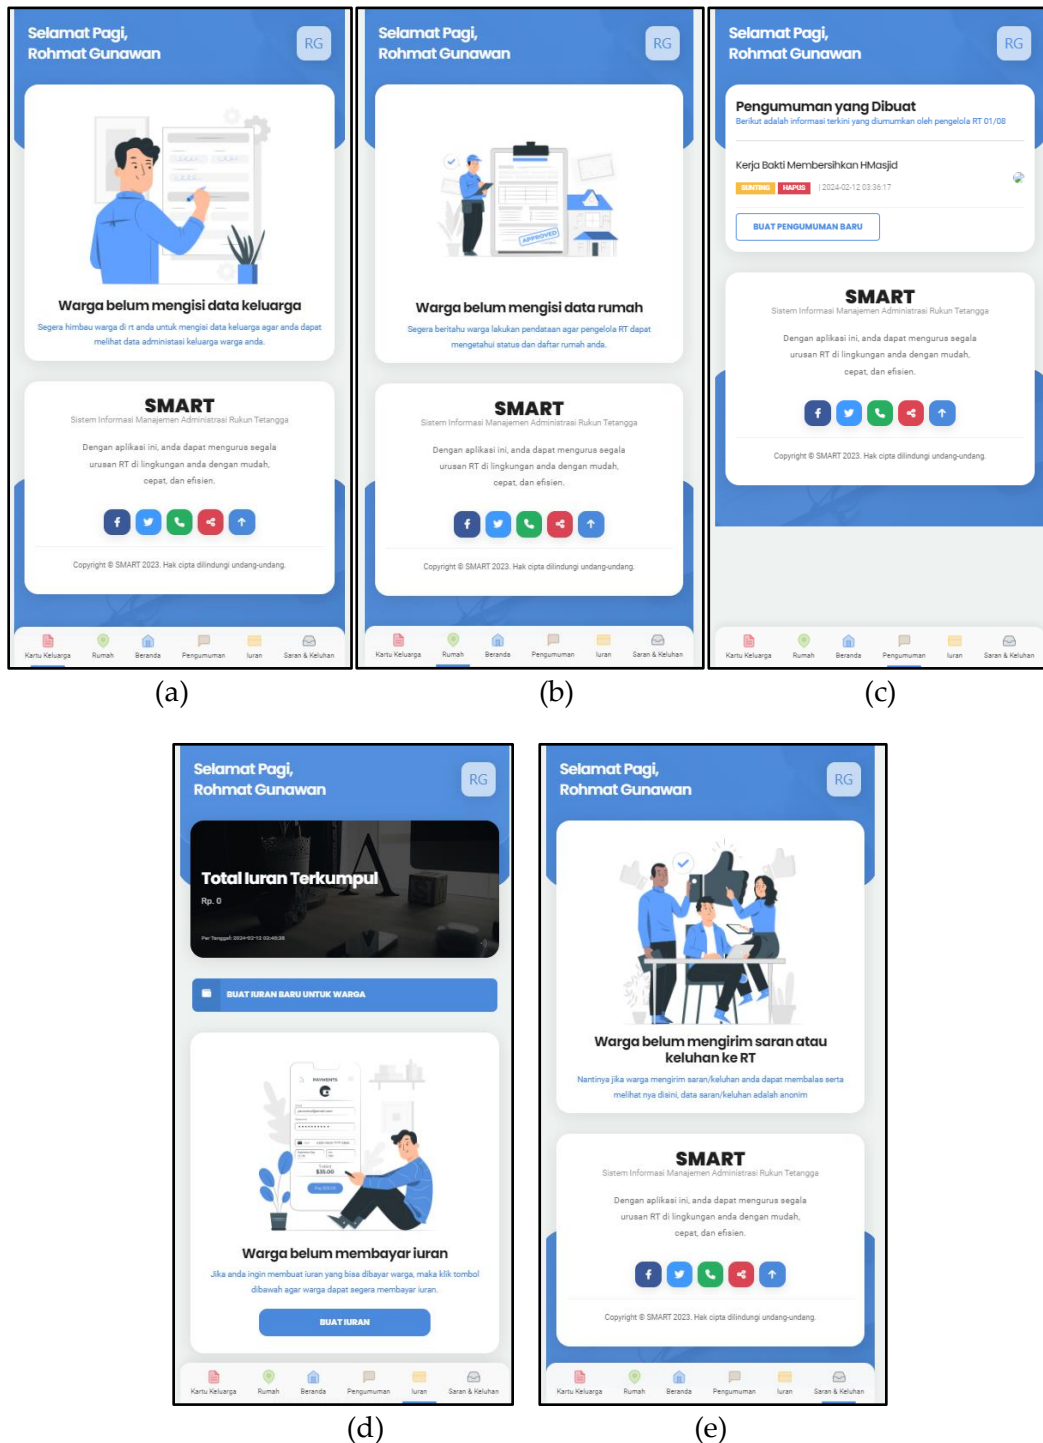 Selamat Pagi,
Rohmat Gunawan
RG
Warga belum mengisi data keluarga
Segera himbau warga di rt anda untuk mengisi data keluarga agar anda dapat
melihat data administasi keluarga warga anda.
SMART
Sistem Informasi Manajemen Administrasi Rukun Tetangga
Dengan aplikasi ini, anda dapat mengurus segala
urusan RT di lingkungan anda dengan mudah,
cepat, dan efisien.
Copyright © SMART 2023. Hak cipta dilindungi undang-undang.
Kartu Keluarga Rumah Beranda Pengumuman Iuran Saran & Keluhan
(a)
Selamat Pagi,
Rohmat Gunawan
RG
APPROVED
Warga belum mengisi data rumah
Segera beritahu warga lakukan pendataan agar pengelola RT dapat
mengetahui status dan daftar rumah anda.
SMART
Sistem Informasi Manajemen Administrasi Rukun Tetangga
Dengan aplikasi ini, anda dapat mengurus segala
urusan RT di lingkungan anda dengan mudah,
cepat, dan efisien.
Copyright © SMART 2023. Hak cipta dilindungi undang-undang.
Kartu Keluarga Rumah Beranda Pengumuman Iuran Saran & Keluhan
(b)
Selamat Pagi,
Rohmat Gunawan
RG
Pengumuman yang Dibuat
Berikut adalah informasi terkini yang diumumkan oleh pengelola RT 01/08
Kerja Bakti Membersihkan HMasjid
SUNTING HAPUS | 2024-02-12 03:36:17
BUAT PENGUMUMAN BARU
SMART
Sistem Informasi Manajemen Administrasi Rukun Tetangga
Dengan aplikasi ini, anda dapat mengurus segala
urusan RT di lingkungan anda dengan mudah,
cepat, dan efisien.
Copyright © SMART 2023. Hak cipta dilindungi undang-undang.
Kartu Keluarga Rumah Beranda Pengumuman Iuran Saran & Keluhan
(c)
Selamat Pagi,
Rohmat Gunawan
RG
Total Iuran Terkumpul
Rp. 0
Per Tanggal:
BUAT IURAN BARU UNTUK WARGA
PAYMENTS
$35.00
Warga belum membayar iuran
Jika anda ingin membuat iuran yang bisa dibayar warga, maka klik tombol
dibawah agar warga dapat segera membayar iuran.
BUAT IURAN
Kartu Keluarga Rumah Beranda Pengumuman Iuran Saran & Keluhan
(d)
Selamat Pagi,
Rohmat Gunawan
RG
Warga belum mengirim saran atau
keluhan ke RT
Nantinya jika warga mengirim saran/keluhan anda dapat membalas serta
melihat nya disini, data saran/keluhan adalah anonim
SMART
Sistem Informasi Manajemen Administrasi Rukun Tetangga
Dengan aplikasi ini, anda dapat mengurus segala
urusan RT di lingkungan anda dengan mudah,
cepat, dan efisien.
Copyright © SMART 2023. Hak cipta dilindungi undang-undang.
Kartu Keluarga Rumah Beranda Pengumuman Iuran Saran & Keluhan
(e)